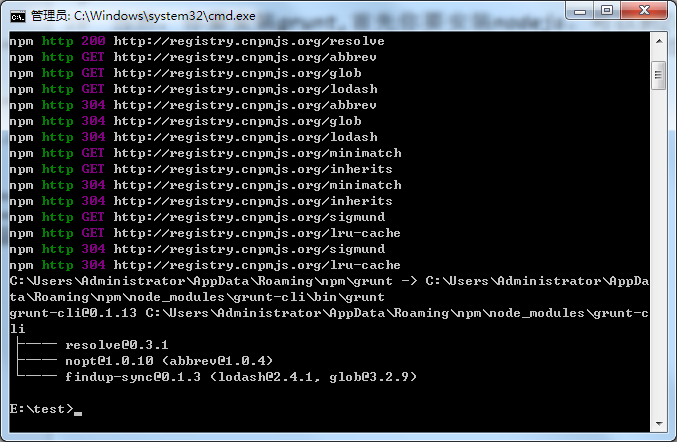 管理员: C:\Windows\system32\cmd.exe
npm http 200 http://registry.cnpmjs.org/resolve
npm http GET http://registry.cnpmjs.org/abbrev
npm http GET http://registry.cnpmjs.org/glob
npm http GET http://registry.cnpmjs.org/lodash
npm http 304 http://registry.cnpmjs.org/abbrev
npm http 304 http://registry.cnpmjs.org/glob
npm http 304 http://registry.cnpmjs.org/lodash
npm http GET http://registry.cnpmjs.org/minimatch
npm http GET http://registry.cnpmjs.org/inherits
npm http 304 http://registry.cnpmjs.org/minimatch
npm http 304 http://registry.cnpmjs.org/inherits
npm http GET http://registry.cnpmjs.org/sigmund
npm http GET http://registry.cnpmjs.org/lru-cache
npm http 304 http://registry.cnpmjs.org/sigmund
npm http 304 http://registry.cnpmjs.org/lru-cache
C:\Users\Administrator\AppData\Roaming\npm\grunt -> C:\Users\Administrator\AppDa
ta\Roaming\npm\node_modules\grunt-cli\bin\grunt
grunt-cli@0.1.13 C:\Users\Administrator\AppData\Roaming\npm\node_modules\grunt-c
li
├── resolve@0.3.1
├── nopt@1.0.10 (abbrev@1.0.4)
└── findup-sync@0.1.3 (lodash@2.4.1, glob@3.2.9)
E:\test>_